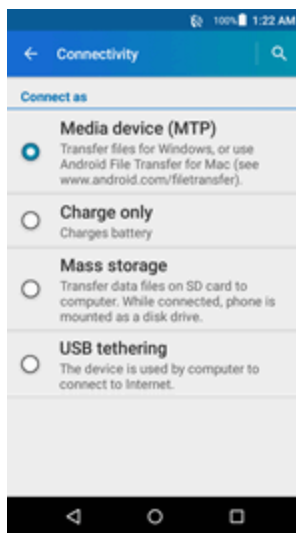 100% 1:22 AM
Connectivity
Connect as
Media device (MTP)
Transfer files for Windows, or use
Android File Transfer for Mac (see
www.android.com/filetransfer).
Charge only
Charges battery
Mass storage
Transfer data files on SD card to
computer. While connected, phone is
mounted as a disk drive.
USB tethering
The device is used by computer to
connect to Internet.